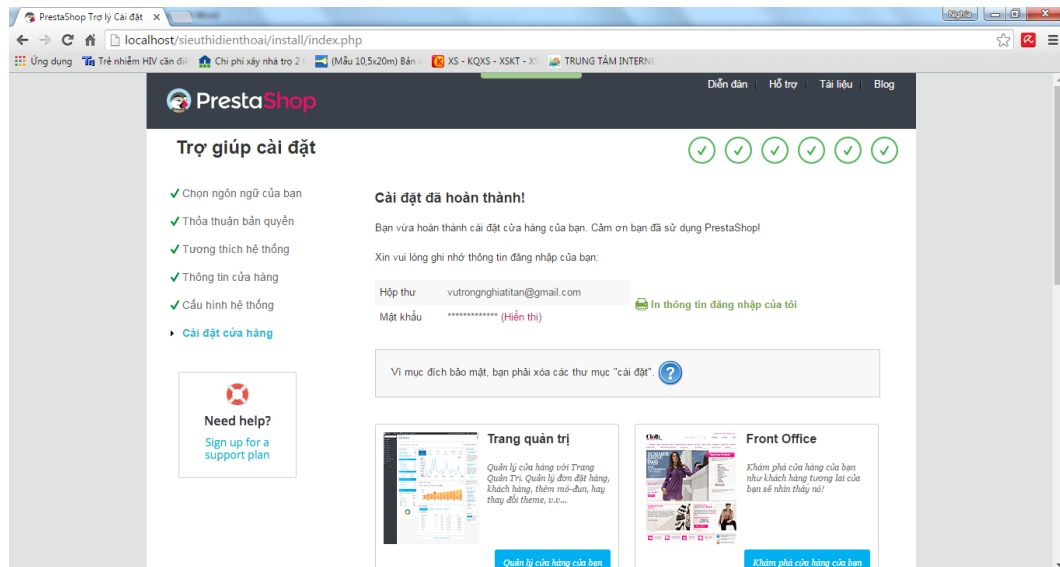 PrestaShop Trợ lý Cài đặt
Nghĩa
localhost/sieuthidienthoai/install/index.php
Ứng dụng
Trẻ nhiễm HIV căn
Chi phí xây nhà trọ 2
(Mẫu 10,5x20m) Bản
XS - KQXS - XSKT - XS
TRUNG TÂM INTERNE
PrestaShop
Diễn đàn
Hỗ trợ
Tài liệu
Blog
Trợ giúp cài đặt
Chọn ngôn ngữ của bạn
Thỏa thuận bản quyền
Tương thích hệ thống
Thông tin cửa hàng
Cấu hình hệ thống
Cài đặt cửa hàng
Need help?
Sign up for a
support plan
Cài đặt đã hoàn thành!
Bạn vừa hoàn thành cài đặt cửa hàng của bạn. Cảm ơn bạn đã sử dụng PrestaShop!
Xin vui lòng ghi nhớ thông tin đăng nhập của bạn:
Hộp thư vutrongnghiatitan@gmail.com
Mật khẩu ************* (Hiển thị)
In thông tin đăng nhập của tôi
Vì mục đích bảo mật, bạn phải xóa các thư mục "cài đặt".
?
Trang quản trị
Quản lý cửa hàng với Trang
Quản Trị. Quản lý đơn đặt hàng,
khách hàng, thêm mô-đun, hay
thay đổi theme, v.v...
Quản lý cửa hàng của bạn
Front Office
Khám phá cửa hàng của bạn
như khách hàng tương lai của
bạn sẽ nhìn thấy nó!
Khám phá cửa hàng của bạn